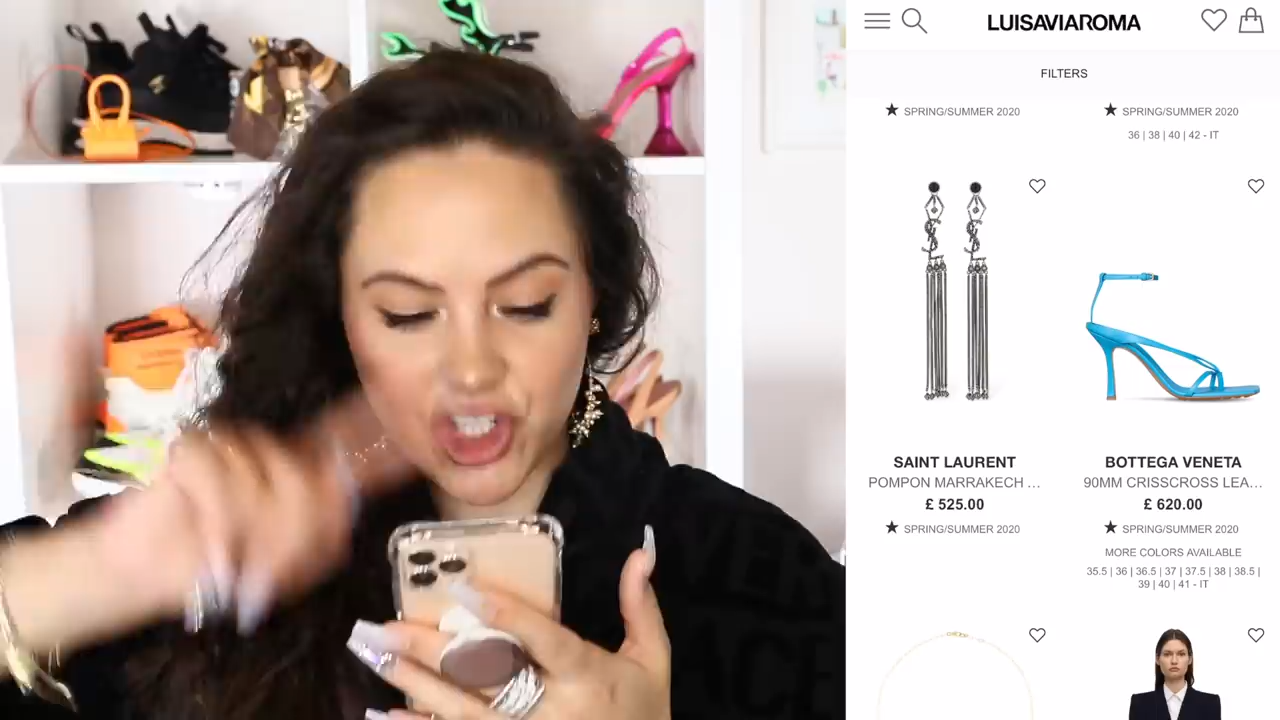 LUISAVIAROMA
FILTERS
★ SPRING/SUMMER 2020
★ SPRING/SUMMER 2020
36 | 38 | 40 | 42 - IT
SAINT LAURENT
POMPON MARRAKECH ...
£ 525.00
★ SPRING/SUMMER 2020
BOTTEGA VENETA
90MM CRISSCROSS LEA...
£ 620.00
★ SPRING/SUMMER 2020
MORE COLORS AVAILABLE
35.5 | 36 | 36.5 | 37 | 37.5 | 38 | 38.5 |
39 | 40 | 41 - IT